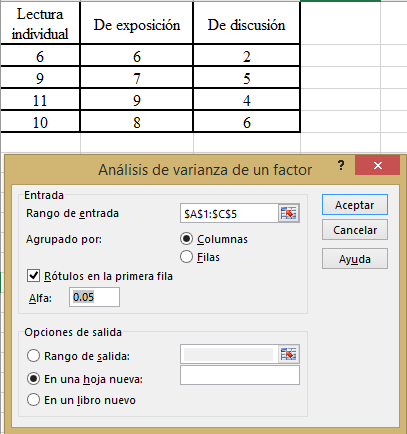 Lectura
individual
De exposición
De discusión
6 6 2
9 7 5
11 9 4
10 8 6
Análisis de varianza de un factor
? ×
Entrada
Rango de entrada $A$1:$C$5
Agrupado por: Columnas
Filas
Rótulos en la primera fila
Alfa: 0.05
Aceptar
Cancelar
Ayuda
Opciones de salida
Rango de salida:
En una hoja nueva:
En un libro nuevo